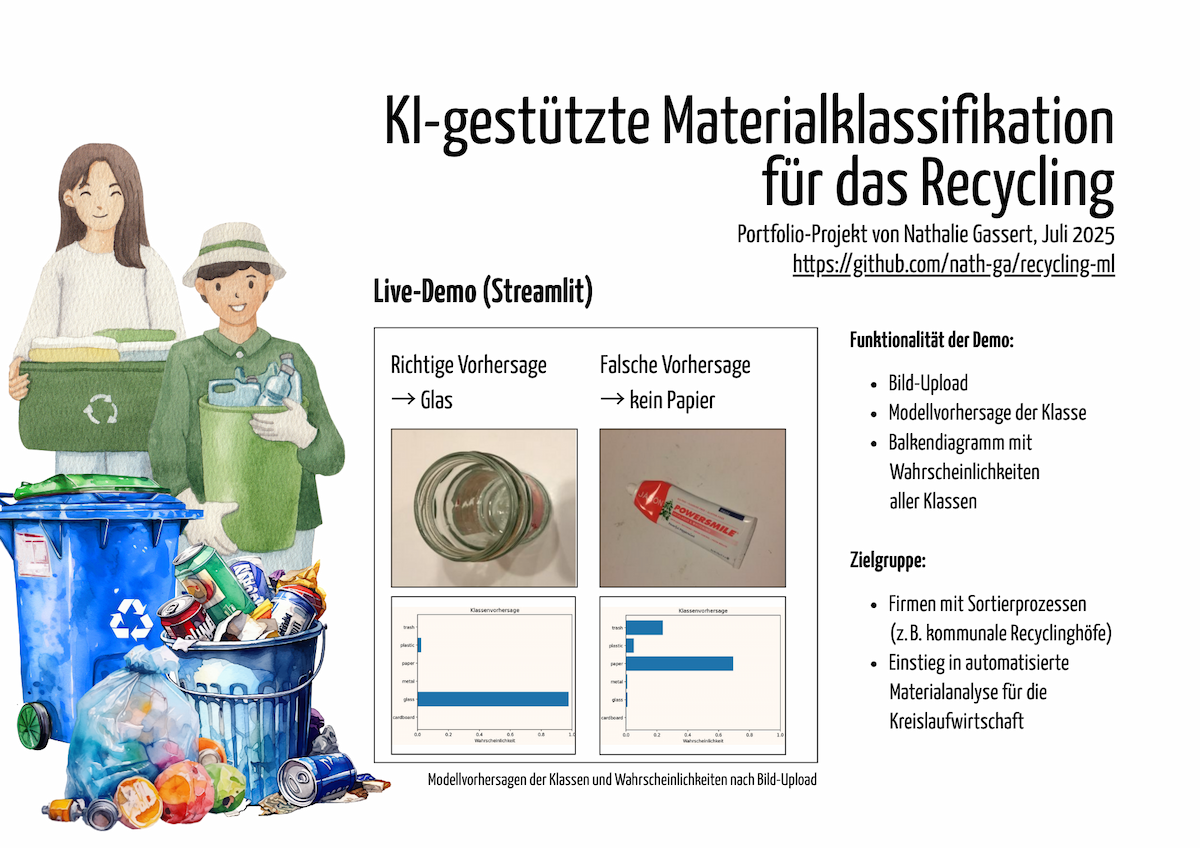 KI-gestützte Materialklassifikation
für das Recycling
Portfolio-Projekt von Nathalie Gassert, Juli 2025
https://github.com/nath-ga/recycling-ml
Live-Demo (Streamlit)
Richtige Vorhersage
→ Glas
Falsche Vorhersage
→ kein Papier
POWERSMILE
Klassenvorhersage
trash
plastic
paper
metal
glass
cardboard
0.0 0.2 0.4 0.6 0.8 1.0
Wahrscheinlichkeit
Klassenvorhersage
trash
plastic
paper
metal
glass
cardboard
0.0 0.2 0.4 0.6 0.8 1.0
Wahrscheinlichkeit
Modellvorhersagen der Klassen und Wahrscheinlichkeiten nach Bild-Upload
Funktionalität der Demo:
• Bild-Upload
• Modellvorhersage der Klasse
• Balkendiagramm mit
Wahrscheinlichkeiten
aller Klassen
Zielgruppe:
• Firmen mit Sortierprozessen
(z. B. kommunale Recyclinghöfe)
• Einstieg in automatisierte
Materialanalyse für die
Kreislaufwirtschaft